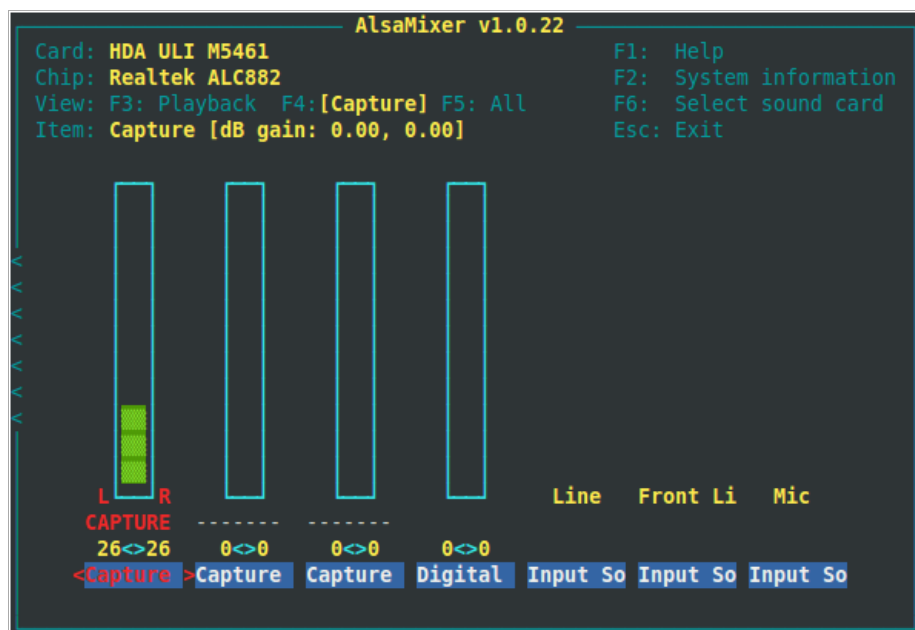 AlsaMixer v1.0.22
Card: HDA ULI M5461 F1: Help
Chip: Realtek ALC882 F2: System information
View: F3: Playback F4:[Capture] F5: All F6: Select sound card
Item: Capture [dB gain: 0.00, 0.00] Esc: Exit
<
<
<
<
<
<
<
L R Line Front Li Mic
CAPTURE ------- -------
26<>26 0<>0 0<>0 0<>0
<Capture >Capture Capture Digital Input So Input So Input So